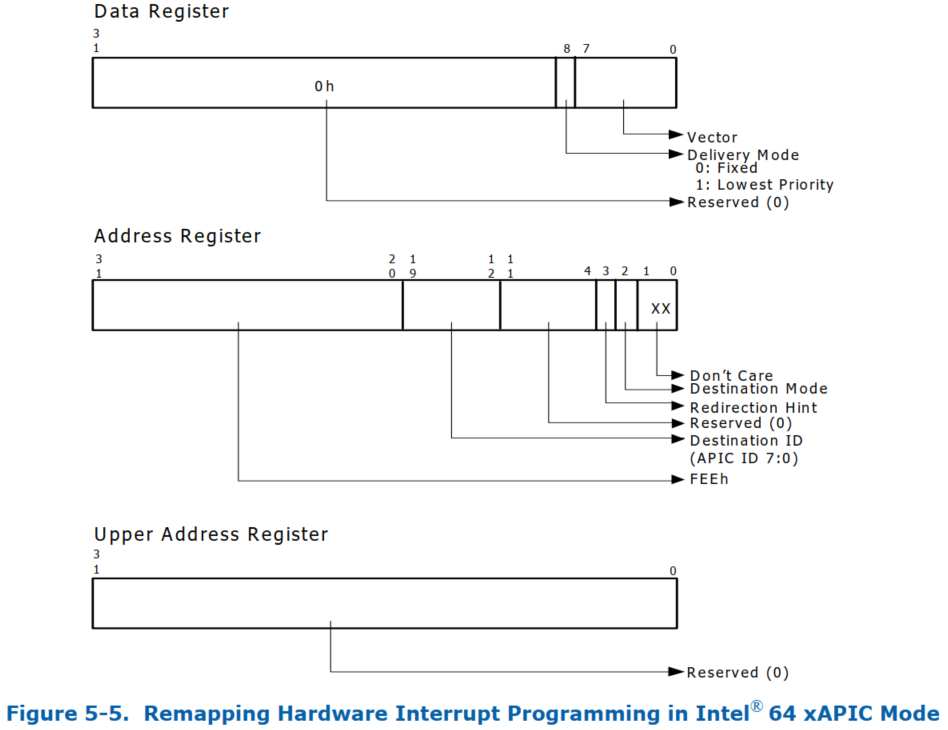 Data Register
3
1 8 7 0
0h
Vector
Delivery Mode
0: Fixed
1: Lowest Priority
Reserved (0)
Address Register
3 2 1 1 1
1 0 9 2 1 4 3 2 1 0
XX
Don't Care
Destination Mode
Redirection Hint
Reserved (0)
Destination ID
(APIC ID 7:0)
FEEh
Upper Address Register
3
1 0
Reserved (0)
Figure 5-5. Remapping Hardware Interrupt Programming in Intel® 64 xAPIC Mode